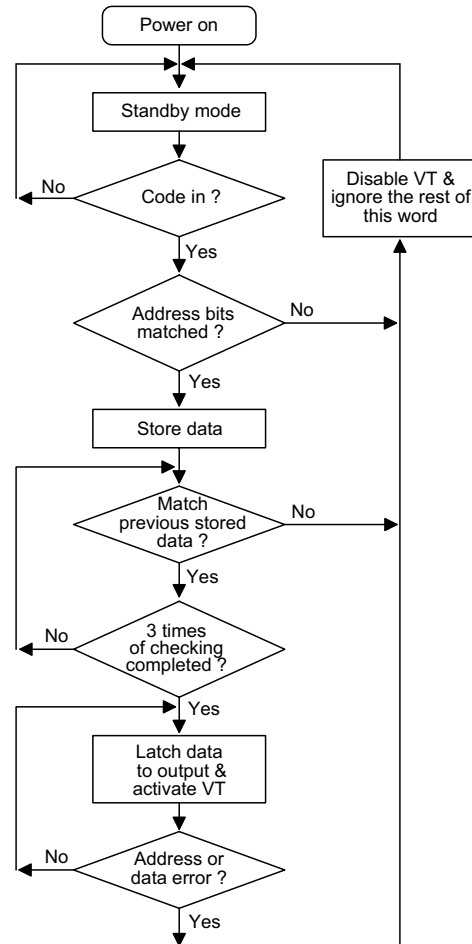 Power on
Standby mode
No
Code in ?
Disable VT &
ignore the rest of
this word
Yes
Address bits
matched ?
No
Yes
Store data
Match
previous stored
data ?
No
Yes
No
3 times
of checking
completed ?
Yes
Latch data
to output &
activate VT
No
Address or
data error ?
Yes